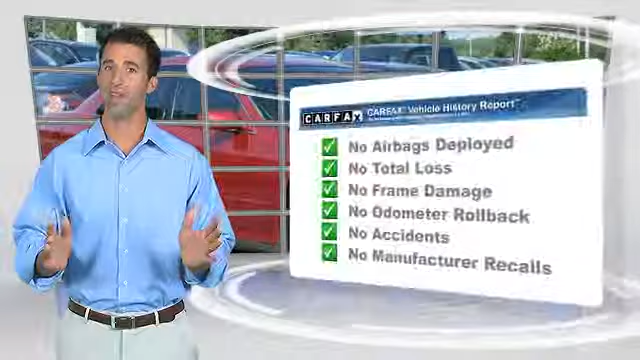 CARFAX CARFAX Vehicle History Report™
No Airbags Deployed
No Total Loss
No Frame Damage
No Odometer Rollback
No Accidents
No Manufacturer Recalls